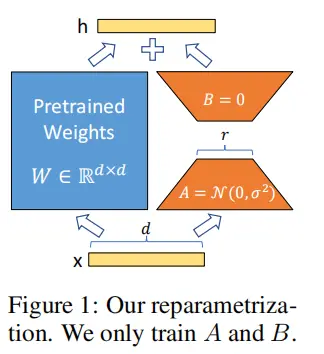 h
Pretrained
Weights
W ∈ ℝ^{d×d}
B = 0
r
A = 𝒩(0, σ²)
d
x
Figure 1: Our reparametriza-
tion. We only train A and B.